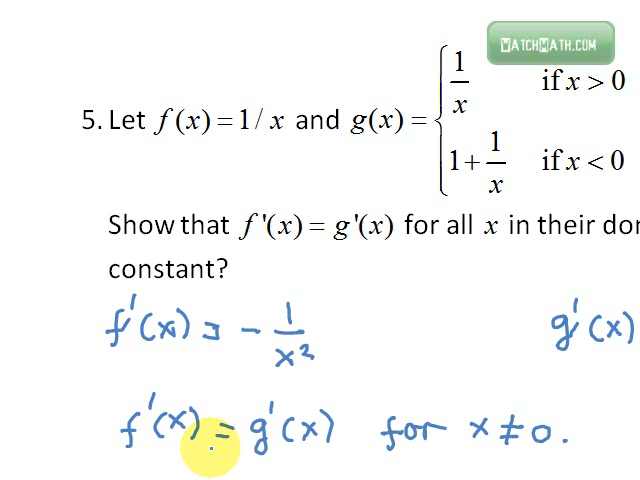 WatchMath.com
5. Let f(x) = 1/x and g(x) = { 1/x if x > 0
1 + 1/x if x < 0
Show that f'(x) = g'(x) for all x in their dor
constant?
f'(x) = - 1/x² g'(x)
f'(x) = g'(x) for x ≠ 0.